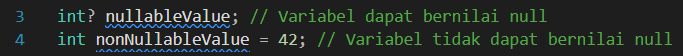 3 int? nullableValue; // Variabel dapat bernilai null
4 int nonNullableValue = 42; // Variabel tidak dapat bernilai null